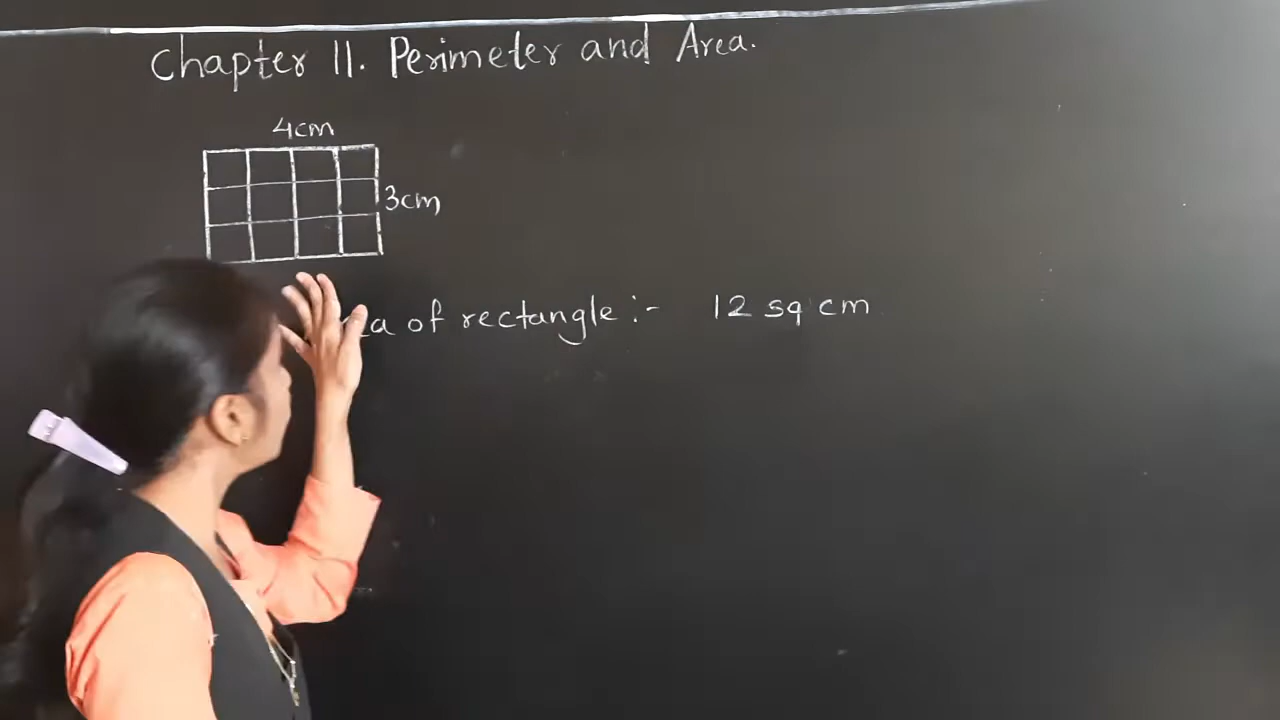 Chapter 11. Perimeter and Area.
4cm
3cm
of rectangle :- 12 sq cm